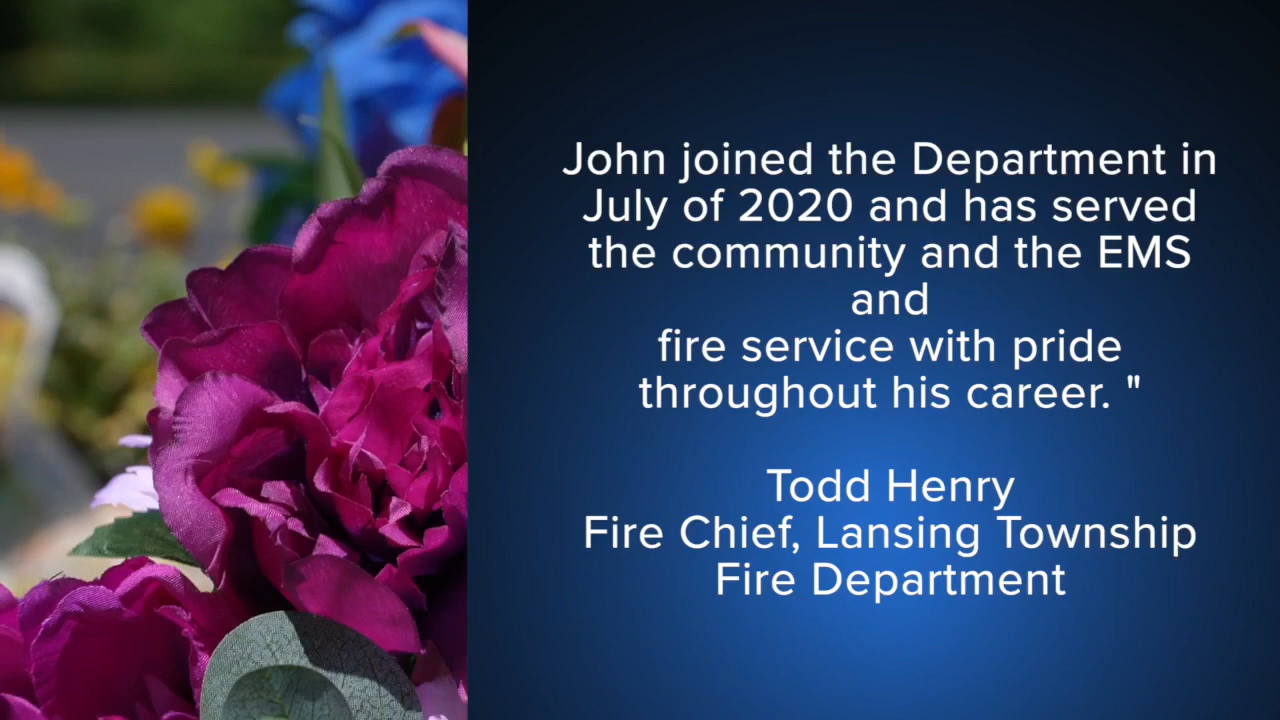 John joined the Department in
July of 2020 and has served
the community and the EMS
and
fire service with pride
throughout his career. "
Todd Henry
Fire Chief, Lansing Township
Fire Department